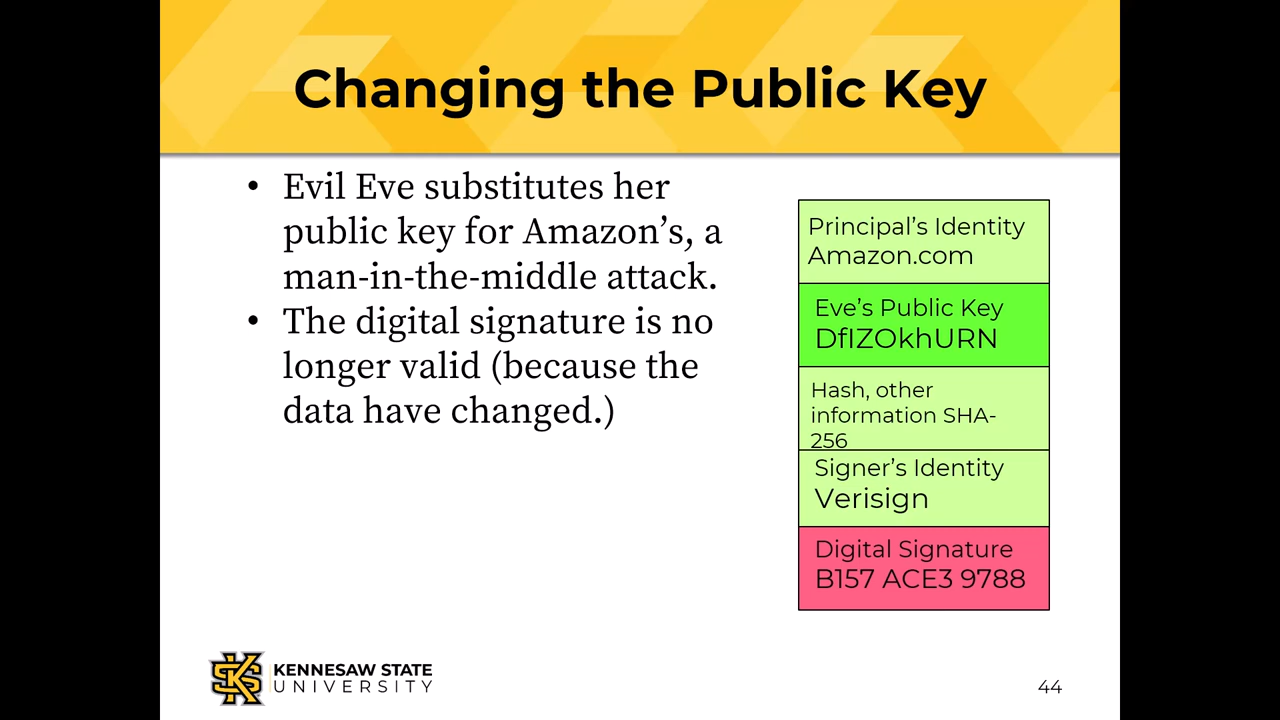 Changing the Public Key
• Evil Eve substitutes her
public key for Amazon’s, a
man-in-the-middle attack.
• The digital signature is no
longer valid (because the
data have changed.)
Principal’s Identity
Amazon.com
Eve’s Public Key
DfIZOkhURN
Hash, other
information SHA-
256
Signer’s Identity
Verisign
Digital Signature
B157 ACE3 9788
KENNESAW STATE
UNIVERSITY
44